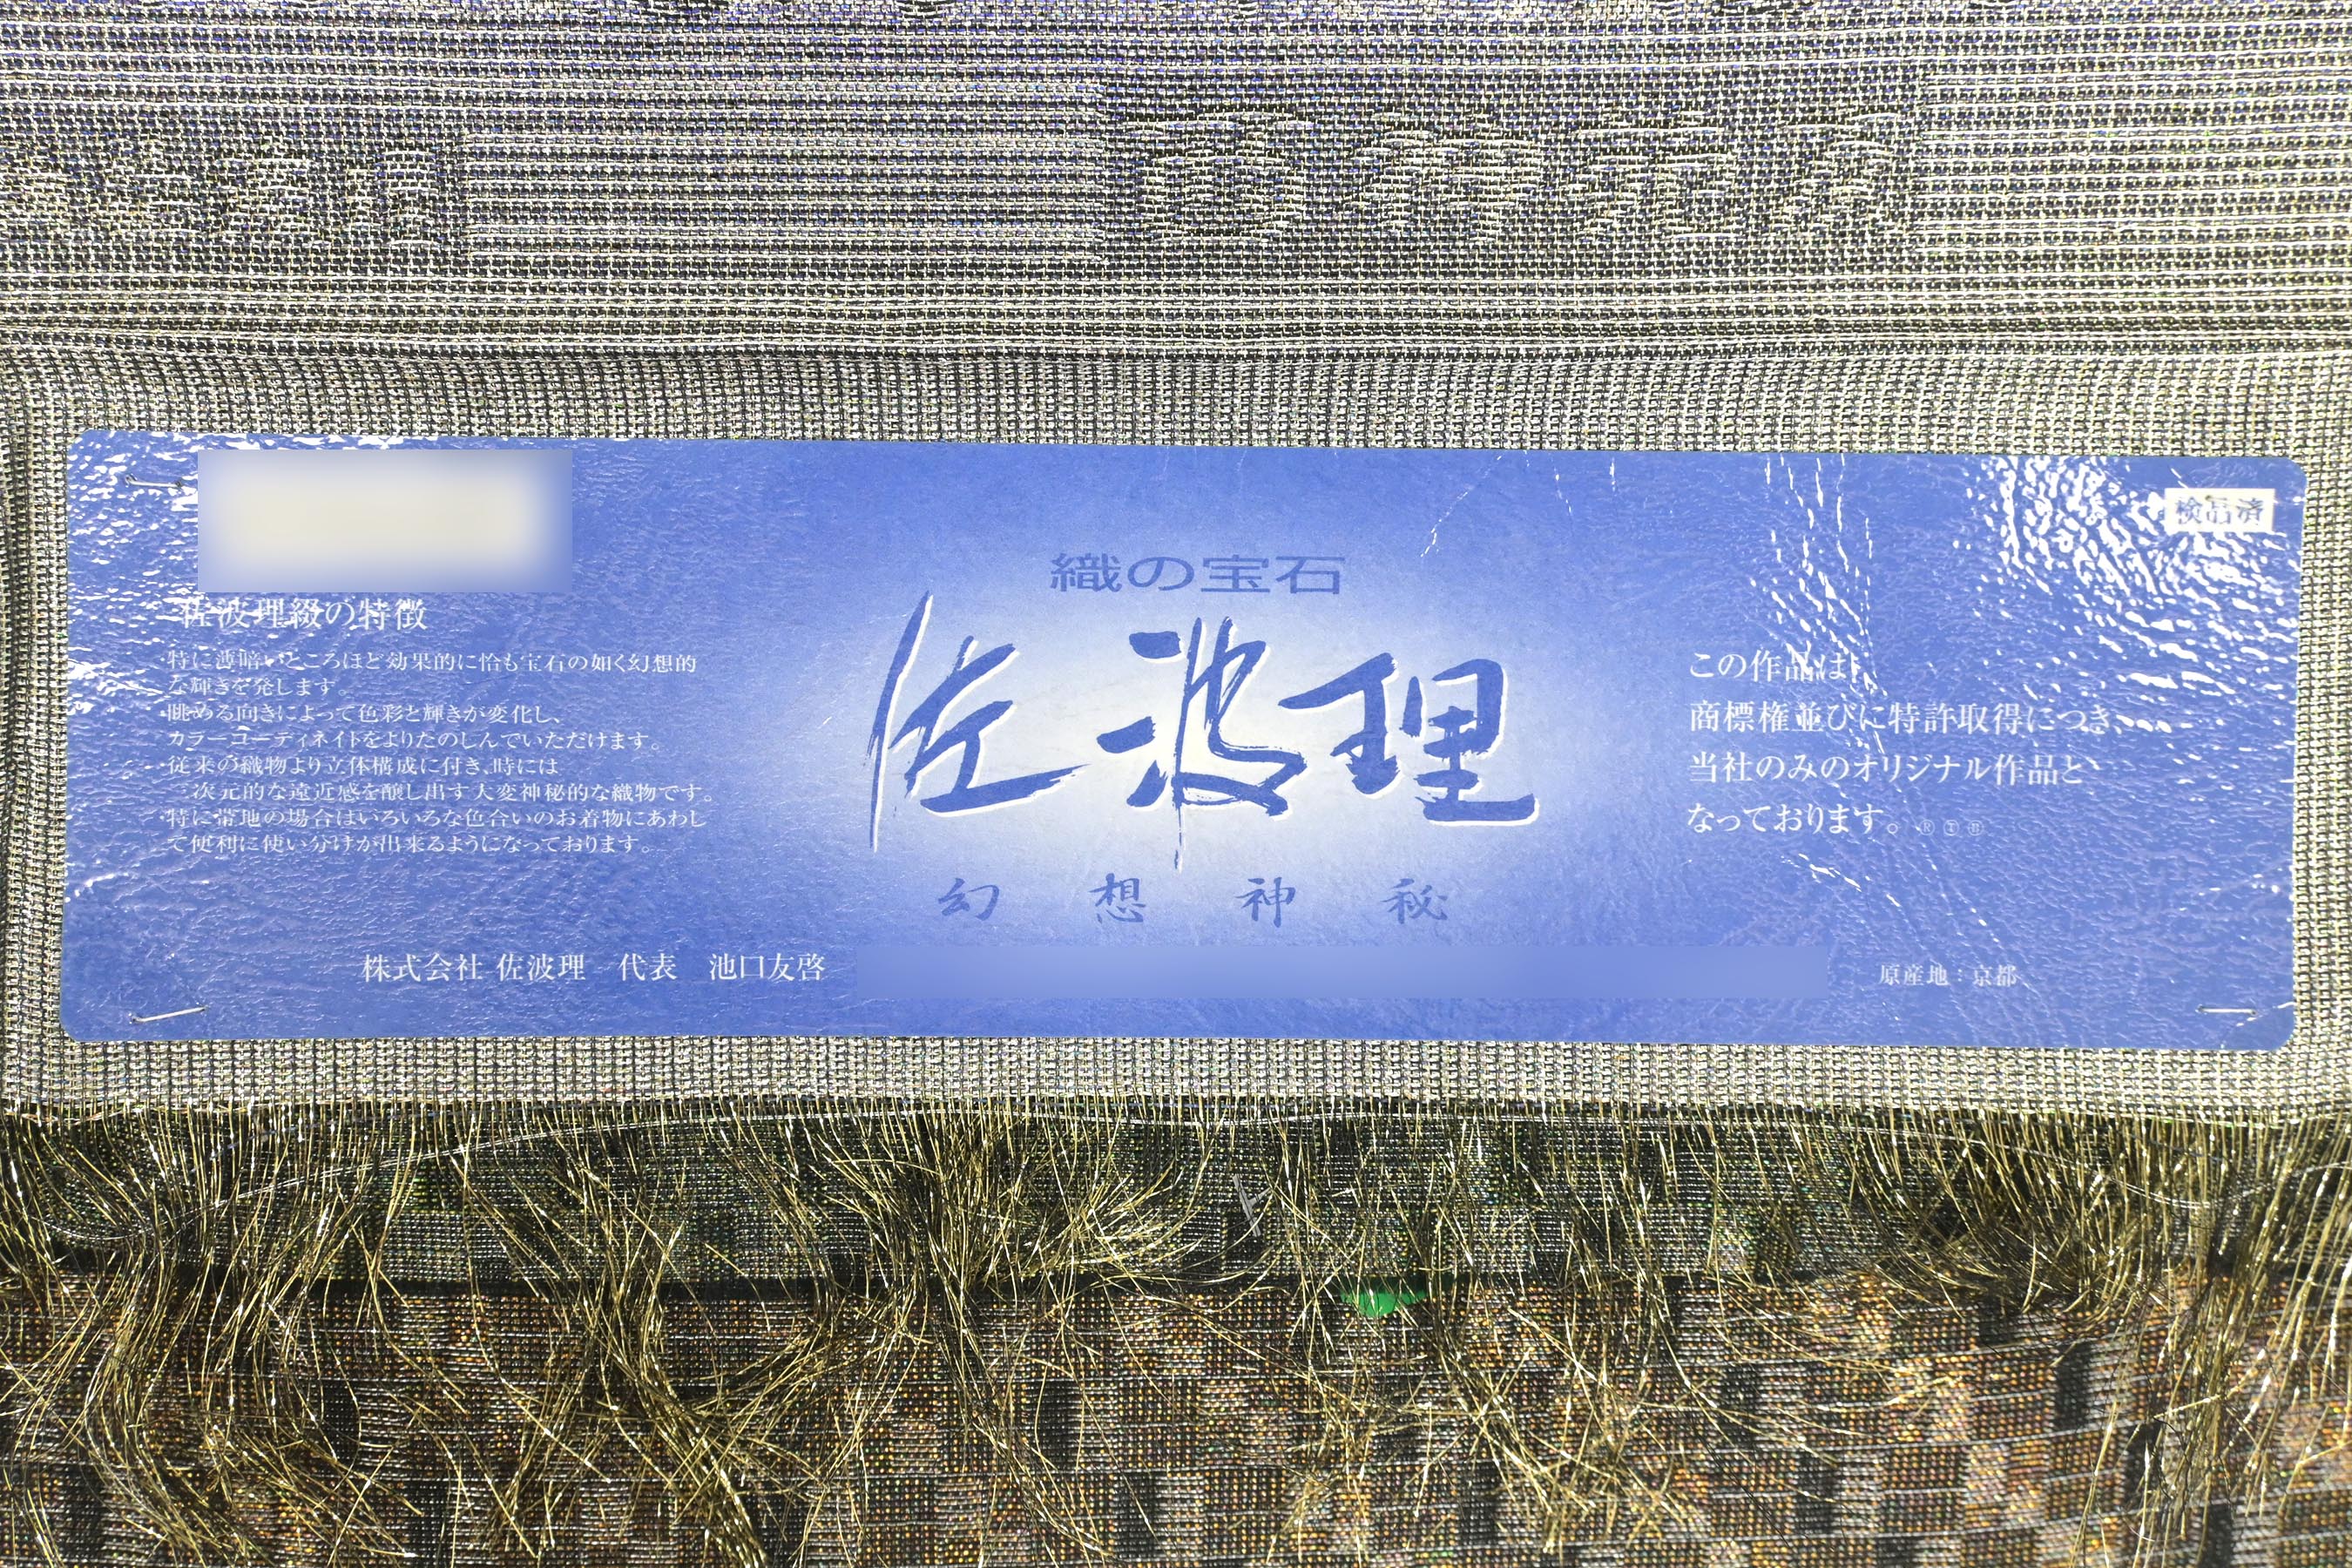 検品済
織の宝石
佐波理
幻想神秘
佐波理綴の特徴
特に薄暗いところほど効果的に恰も宝石の如く幻想的
な輝きを発します。
眺める向きによって色彩と輝きが変化し、
カラーコーディネイトをよりたのしんでいただけます。
従来の織物より立体構成に付き、時には
三次元的な遠近感を醸し出す大変神秘的な織物です。
特に帯地の場合はいろいろな色合いのお着物にあわし
て便利に使い分けが出来るようになっております。
この作品は、
商標権並びに特許取得につき、
当社のみのオリジナル作品と
なっております。
株式会社 佐波理 代表 池口友啓
原産地：京都